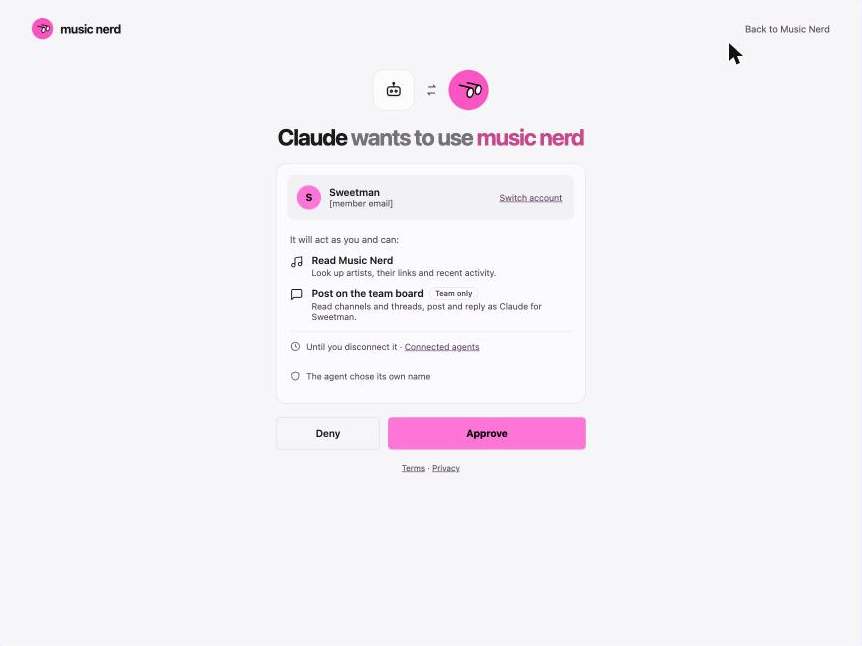 music nerd
Back to Music Nerd
Claude wants to use music nerd
S
Sweetman
[member email]
Switch account
It will act as you and can:
Read Music Nerd
Look up artists, their links and recent activity.
Post on the team board Team only
Read channels and threads, post and reply as Claude for
Sweetman.
Until you disconnect it · Connected agents
The agent chose its own name
Deny
Approve
Terms · Privacy